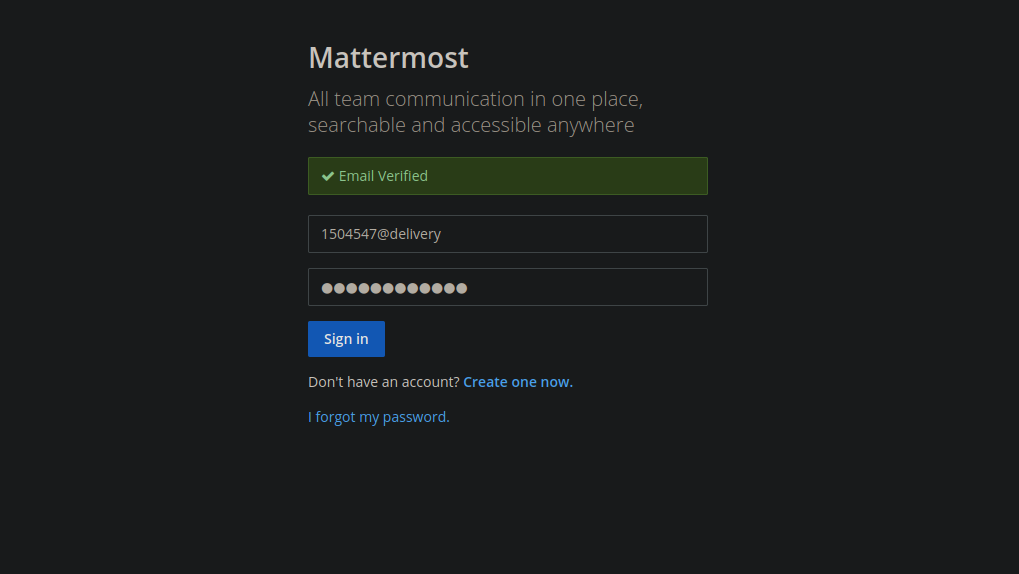 Mattermost
All team communication in one place,
searchable and accessible anywhere
Email Verified
1504547@delivery
●●●●●●●●●●●●
Sign in
Don't have an account? Create one now.
I forgot my password.